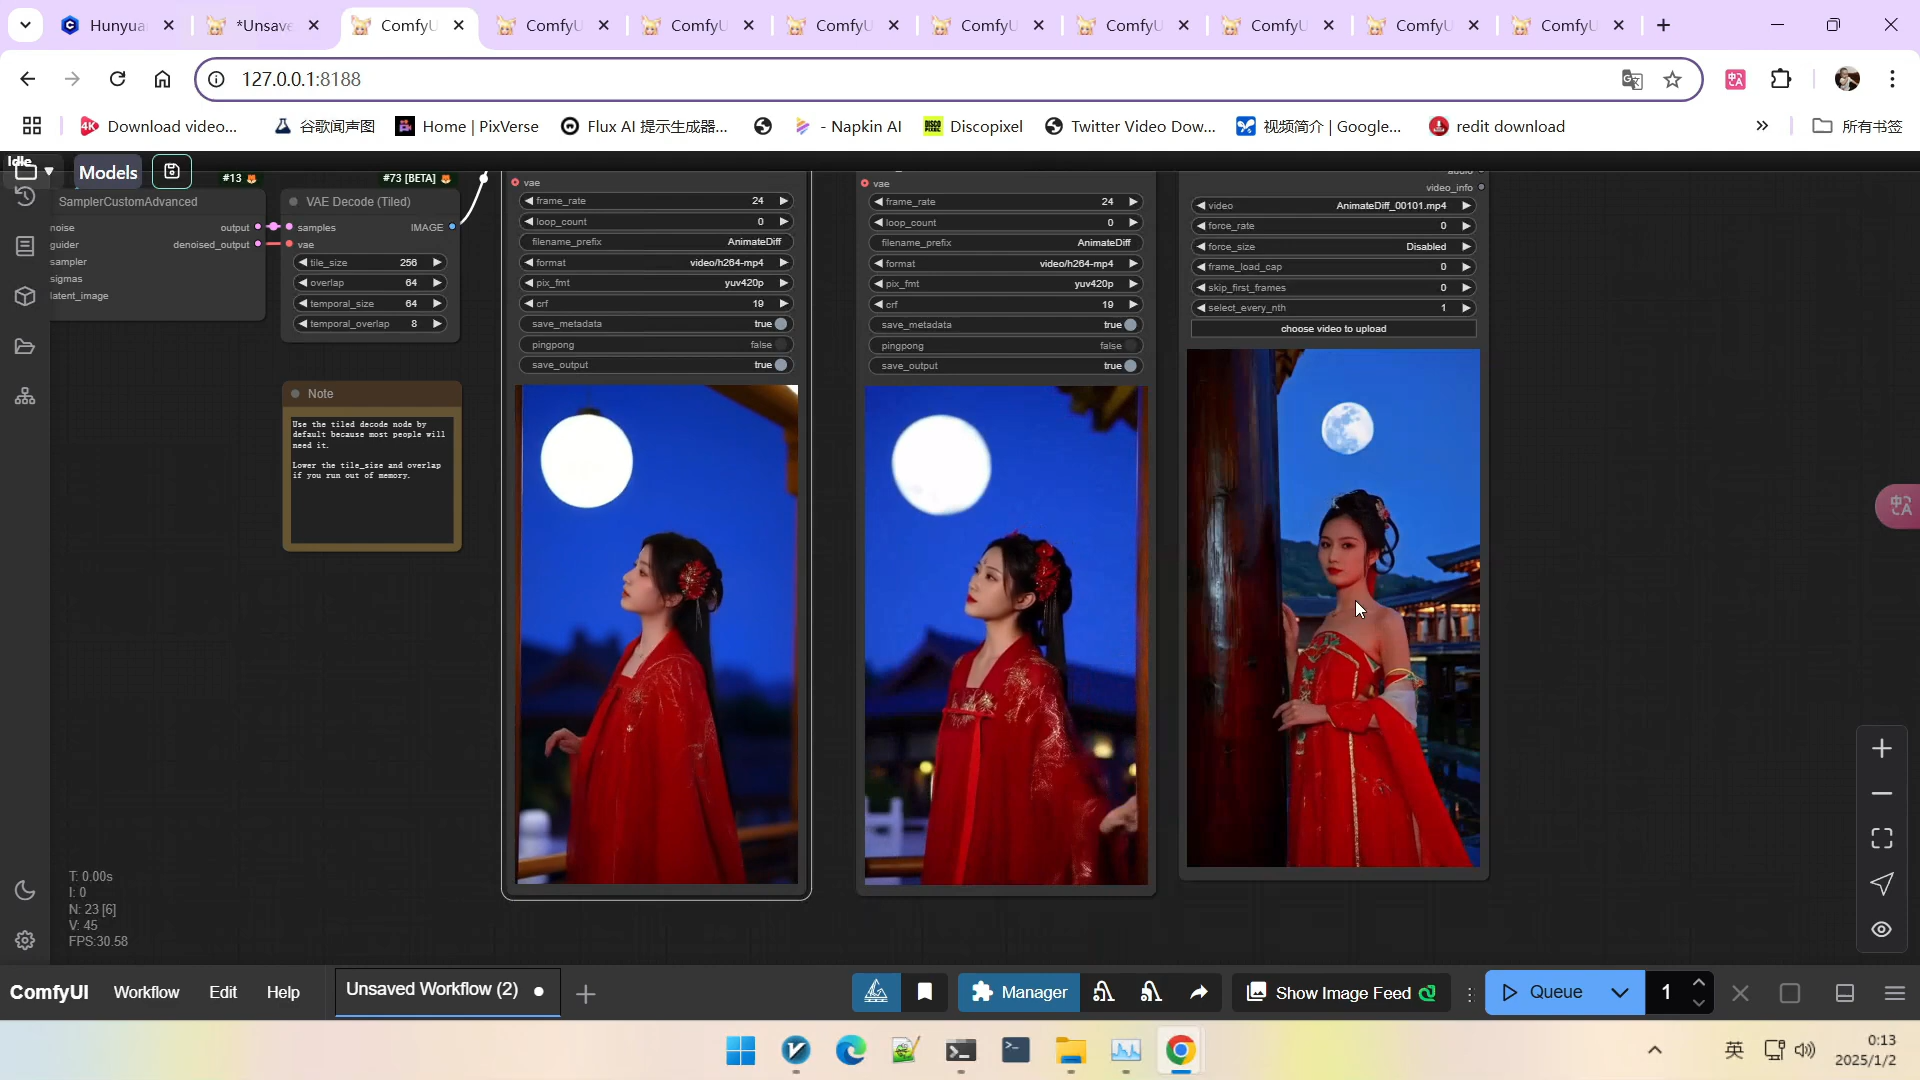 Hunyua
*Unsave
ComfyU
ComfyU
ComfyU
ComfyU
ComfyU
ComfyU
ComfyU
ComfyU
ComfyU
127.0.0.1:8188
Download video...
谷歌闻声图
Home | PixVerse
Flux AI 提示生成器...
- Napkin AI
Discopixel
Twitter Video Dow...
视频简介 | Google...
redit download
所有书签
Idle
Models
#13
#73 [BETA]
SamplerCustomAdvanced
noise
output
guider
denoised_output
sampler
sigmas
latent_image
VAE Decode (Tiled)
samples
IMAGE
vae
tile_size 256
overlap 64
temporal_size 64
temporal_overlap 8
Note
Use the tiled decode node by
default because most people will
need it.
Lower the tile_size and overlap
if you run out of memory.
vae
frame_rate 24
loop_count 0
filename_prefix AnimateDiff
format video/h264-mp4
pix_fmt yuv420p
crf 19
save_metadata true
pingpong false
save_output true
vae
frame_rate 24
loop_count 0
filename_prefix AnimateDiff
format video/h264-mp4
pix_fmt yuv420p
crf 19
save_metadata true
pingpong false
save_output true
audio
video_info
video AnimateDiff_00101.mp4
force_rate 0
force_size Disabled
frame_load_cap 0
skip_first_frames 0
select_every_nth 1
choose video to upload
T: 0.00s
I: 0
N: 23 [6]
V: 45
FPS:30.58
ComfyUI
Workflow
Edit
Help
Unsaved Workflow (2)
Manager
Show Image Feed
Queue
1
英
0:13
2025/1/2